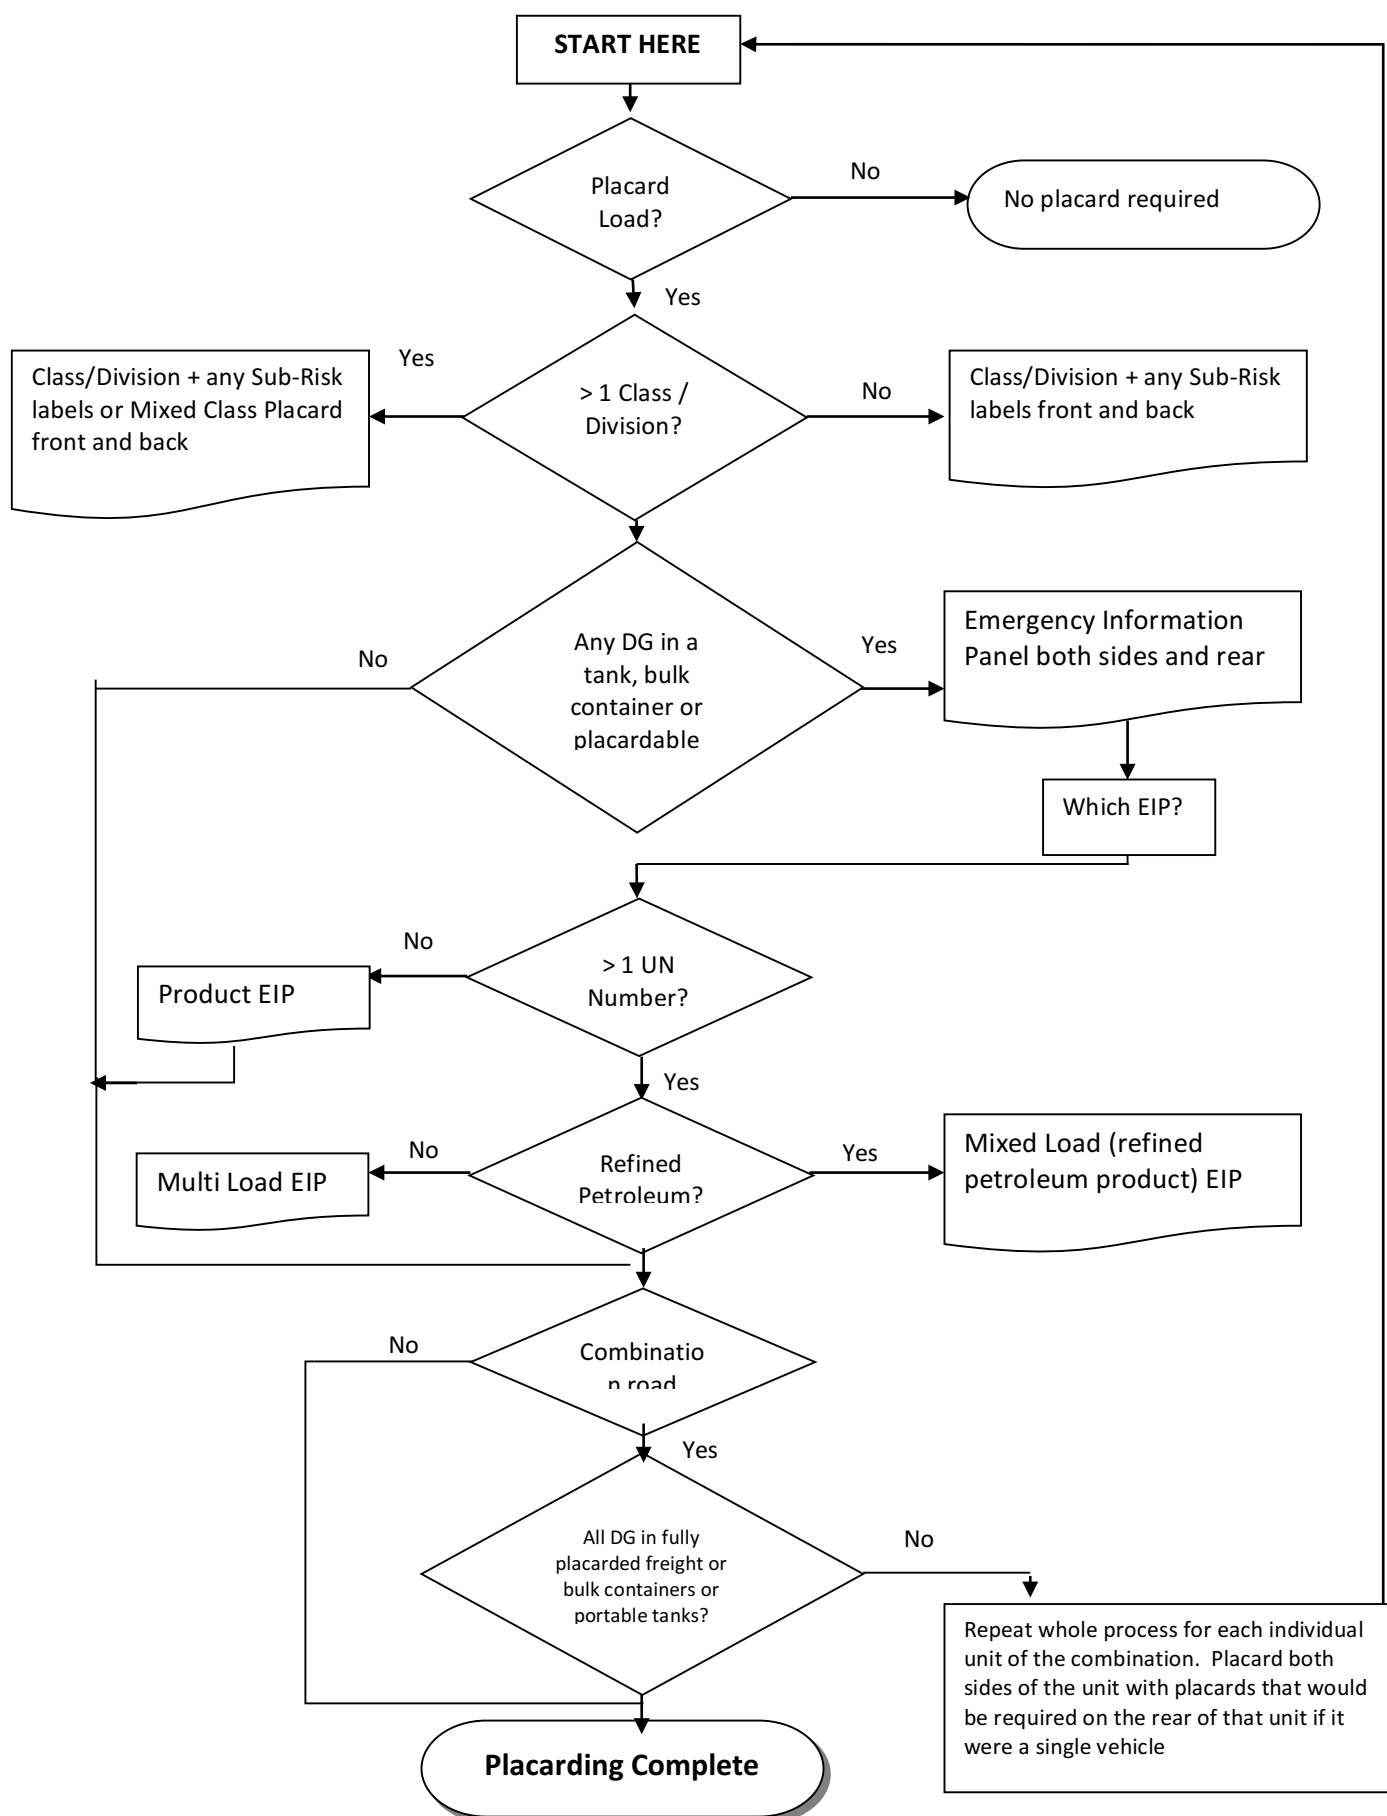 START HERE
Placard
Load?
No
No placard required
Yes
Class/Division + any Sub-Risk
labels or Mixed Class Placard
front and back
Yes
> 1 Class /
Division?
No
Class/Division + any Sub-Risk
labels front and back
Any DG in a
tank, bulk
container or
placardable
No
Yes
Emergency Information
Panel both sides and rear
Which EIP?
> 1 UN
Number?
No
Product EIP
Yes
Refined
Petroleum?
No
Multi Load EIP
Yes
Mixed Load (refined
petroleum product) EIP
Combinatio
n road
No
Yes
All DG in fully
placarded freight or
bulk containers or
portable tanks?
No
Repeat whole process for each individual
unit of the combination. Placard both
sides of the unit with placards that would
be required on the rear of that unit if it
were a single vehicle
Placarding Complete